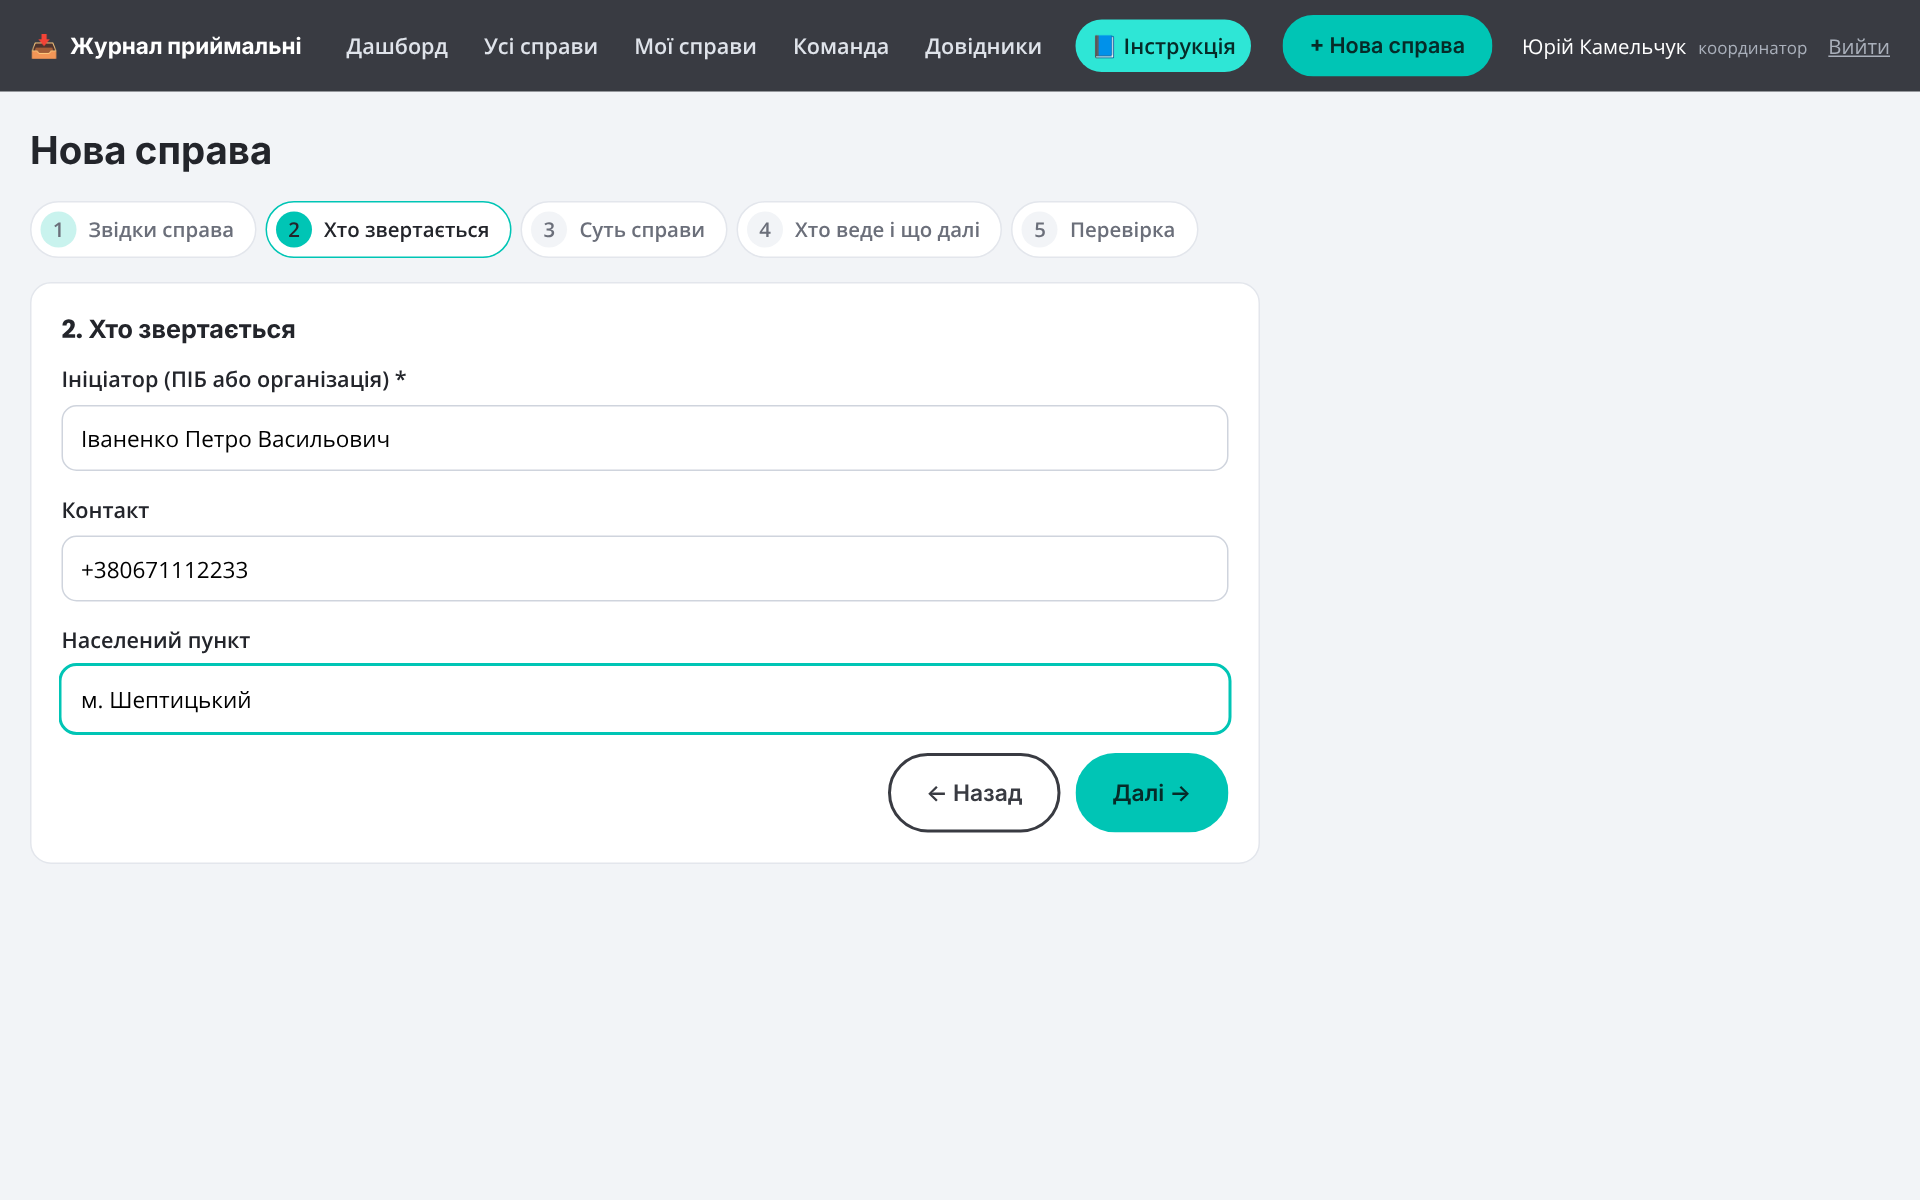 Журнал приймальні Дашборд Усі справи Мої справи Команда Довідники Інструкція + Нова справа Юрій Камельчук координатор Вийти
Нова справа
1 Звідки справа 2 Хто звертається 3 Суть справи 4 Хто веде і що далі 5 Перевірка
2. Хто звертається
Ініціатор (ПІБ або організація) *
Іваненко Петро Васильович
Контакт
+380671112233
Населений пункт
м. Шептицький
← Назад Далі →